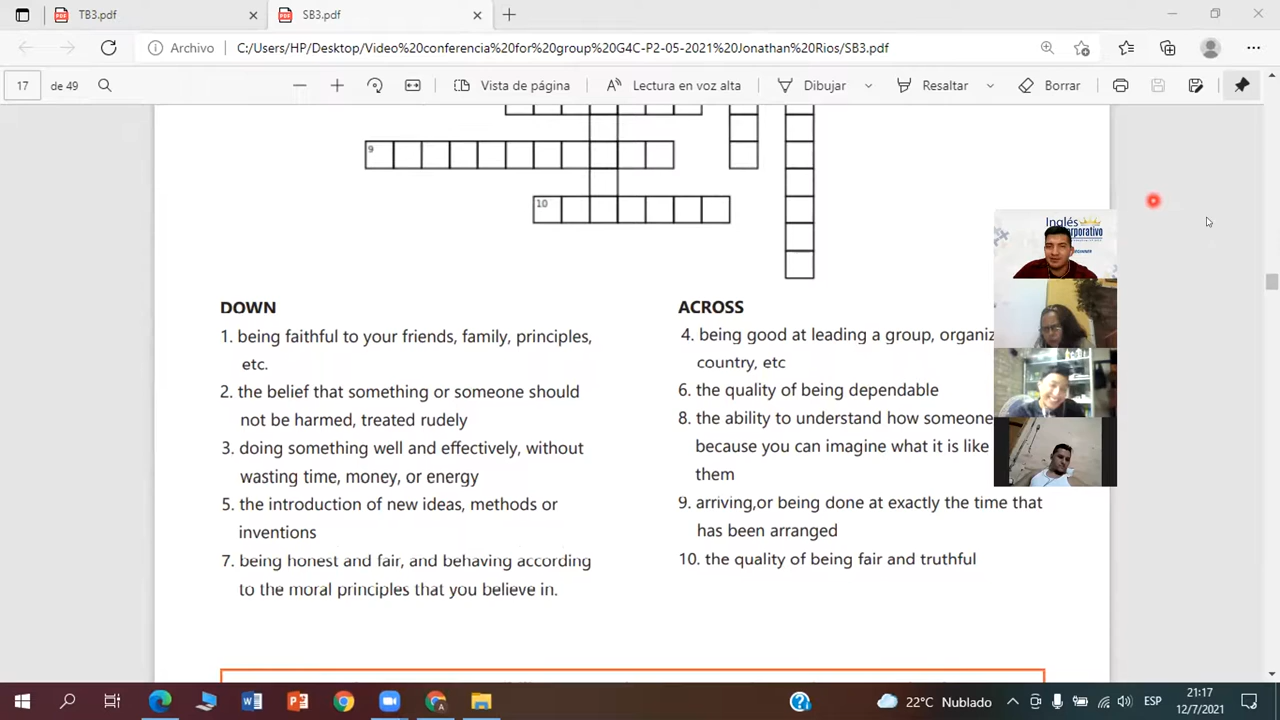 TB3.pdf
SB3.pdf
Archivo
C:/Users/HP/Desktop/Video%20conferencia%20for%20group%20G4C-P2-05-2021%20Jonathan%20Rios/SB3.pdf
17
de 49
Vista de página
Lectura en voz alta
Dibujar
Resaltar
Borrar
9
10
Inglés
orporativo
DOWN
1. being faithful to your friends, family, principles,
etc.
2. the belief that something or someone should
not be harmed, treated rudely
3. doing something well and effectively, without
wasting time, money, or energy
5. the introduction of new ideas, methods or
inventions
7. being honest and fair, and behaving according
to the moral principles that you believe in.
ACROSS
4. being good at leading a group, organiz
country, etc
6. the quality of being dependable
8. the ability to understand how someone
because you can imagine what it is like
them
9. arriving,or being done at exactly the time that
has been arranged
10. the quality of being fair and truthful
22°C Nublado
ESP
21:17
12/7/2021